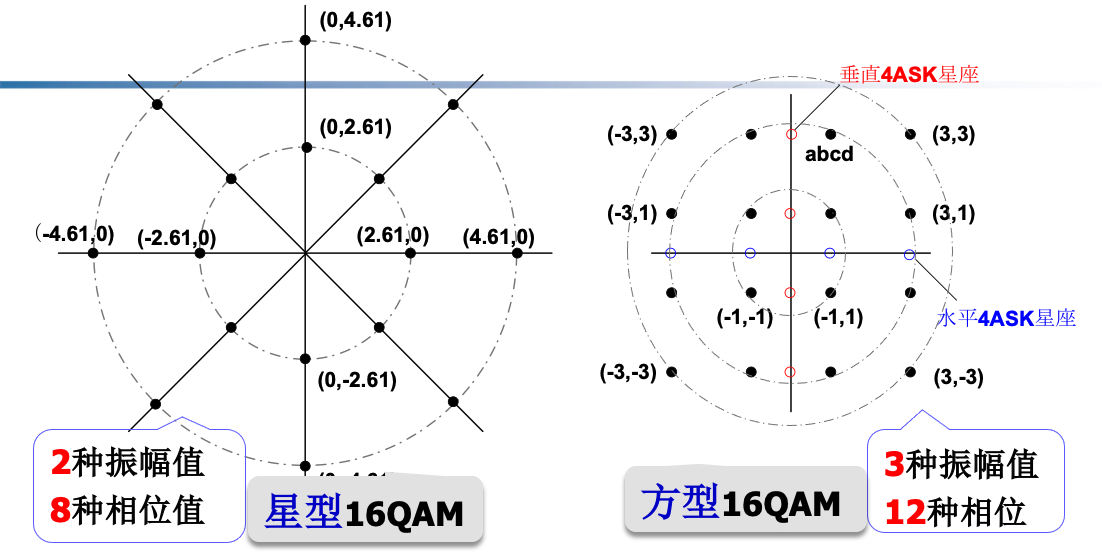 (0,4.61)
(0,2.61)
(-4.61,0)
(-2.61,0)
(2.61,0)
(4.61,0)
(0,-2.61)
2种振幅值
8种相位值
星型16QAM
垂直4ASK星座
(-3,3)
(3,3)
abcd
(-3,1)
(3,1)
(-1,-1)
(-1,1)
水平4ASK星座
(-3,-3)
(3,-3)
方型16QAM
3种振幅值
12种相位